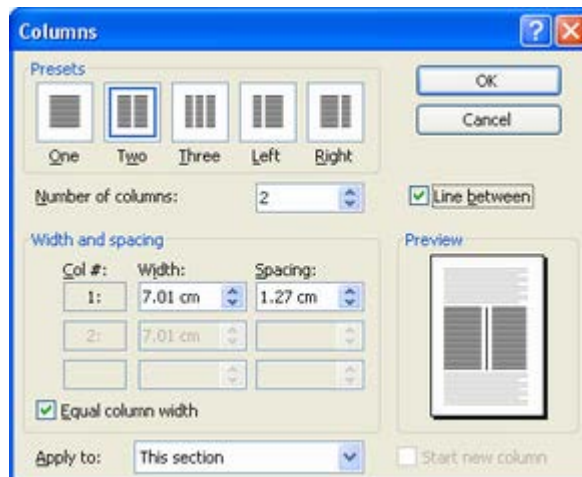 Columns
Presets
One Two Three Left Right
OK
Cancel
Number of columns: 2
Line between
Width and spacing
Preview
Col #: Width: Spacing:
1: 7.01 cm 1.27 cm
2: 7.01 cm
Equal column width
Apply to: This section
Start new column